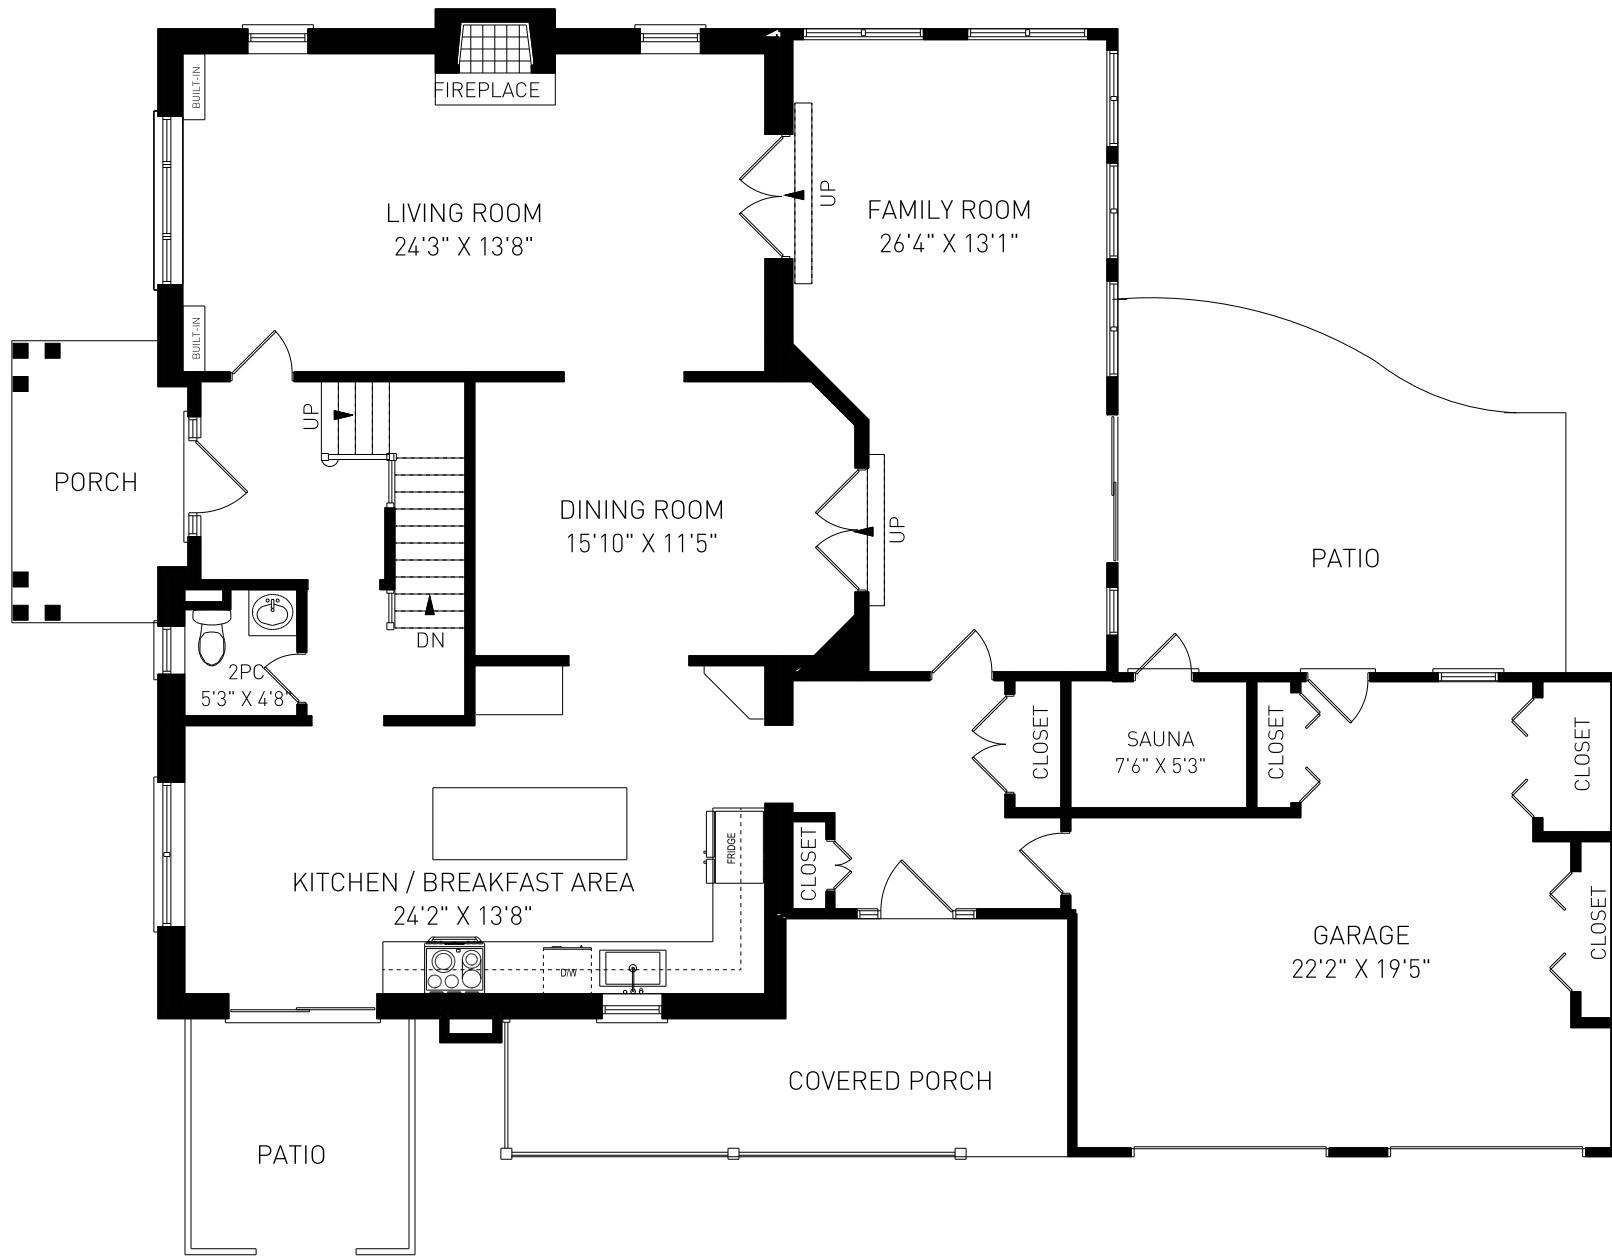 BUILT-IN
FIREPLACE
LIVING ROOM
24'3" X 13'8"
UP
FAMILY ROOM
26'4" X 13'1"
BUILT-IN
UP
PORCH
DINING ROOM
15'10" X 11'5"
UP
PATIO
DN
2PC
5'3" X 4'8"
CLOSET
SAUNA
7'6" X 5'3"
CLOSET
CLOSET
FRIDGE
CLOSET
KITCHEN / BREAKFAST AREA
24'2" X 13'8"
CLOSET
GARAGE
22'2" X 19'5"
D/W
COVERED PORCH
PATIO